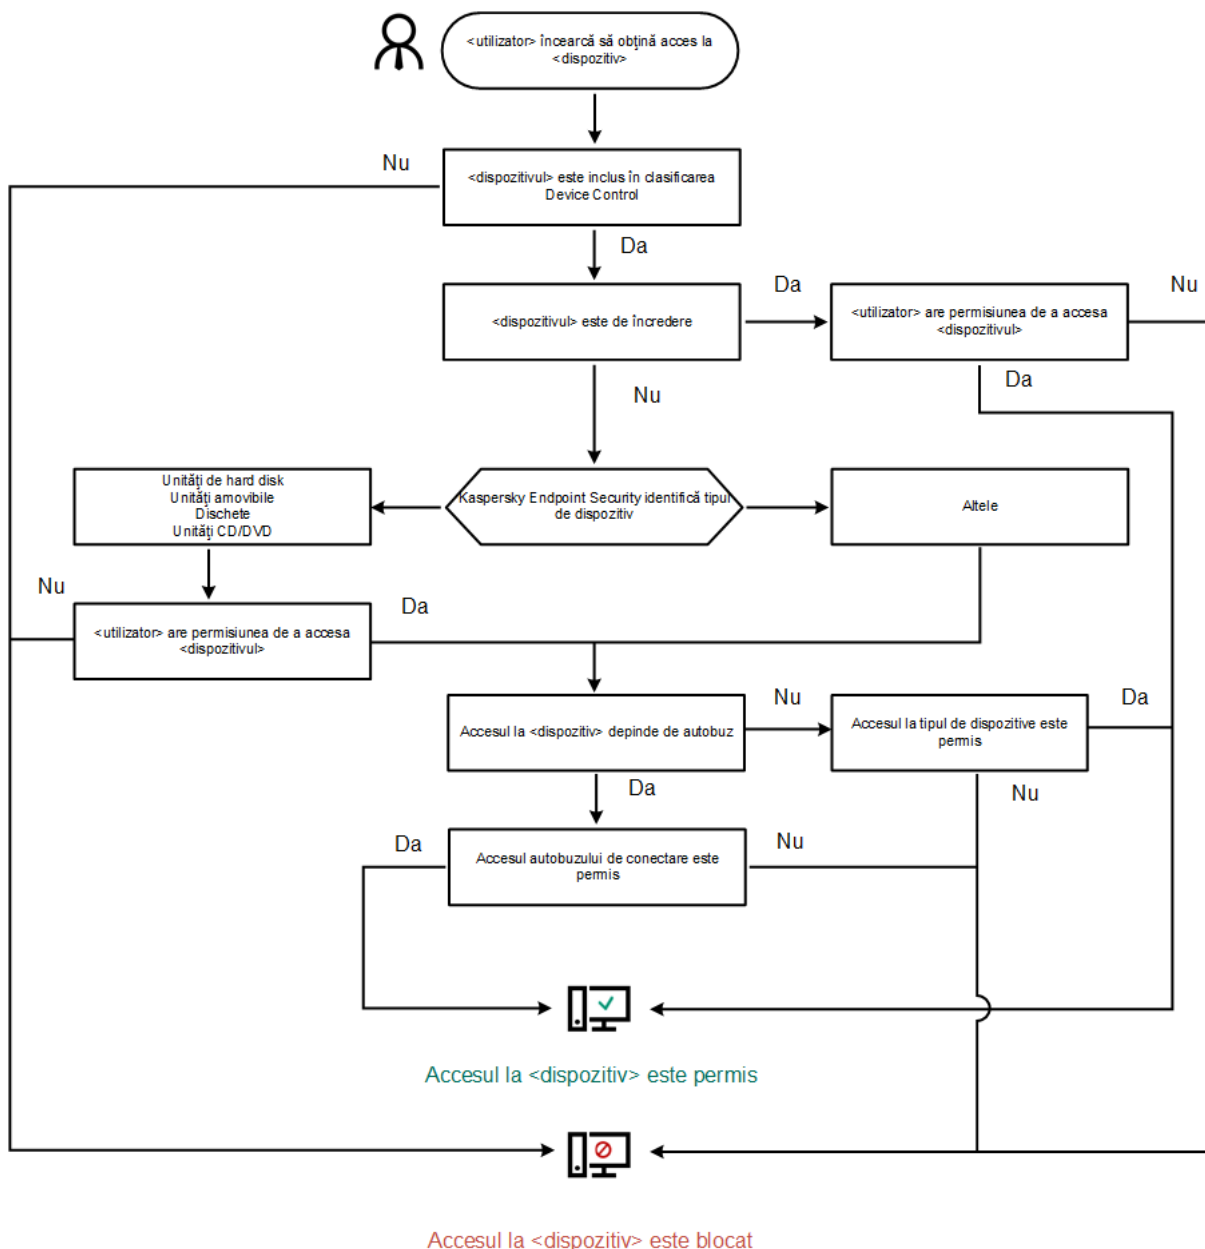 <utilizator> încearcă să obțină acces la
<dispozitiv>
Nu
<dispozitivul> este inclus în clasificarea
Device Control
Da
Da
Nu
<dispozitivul> este de încredere
<utilizator> are permisiunea de a accesa
<dispozitivul>
Nu
Da
Unităţi de hard disk
Unităţi amovibile
Dischete
Unităţi CD/DVD
Kaspersky Endpoint Security identifică tipul
de dispozitiv
Altele
Nu
Da
<utilizator> are permisiunea de a accesa
<dispozitivul>
Nu
Da
Accesul la <dispozitiv> depinde de autobuz
Accesul la tipul de dispozitive este
permis
Da
Nu
Da
Nu
Accesul autobuzului de conectare este
permis
Accesul la <dispozitiv> este permis
Accesul la <dispozitiv> este blocat